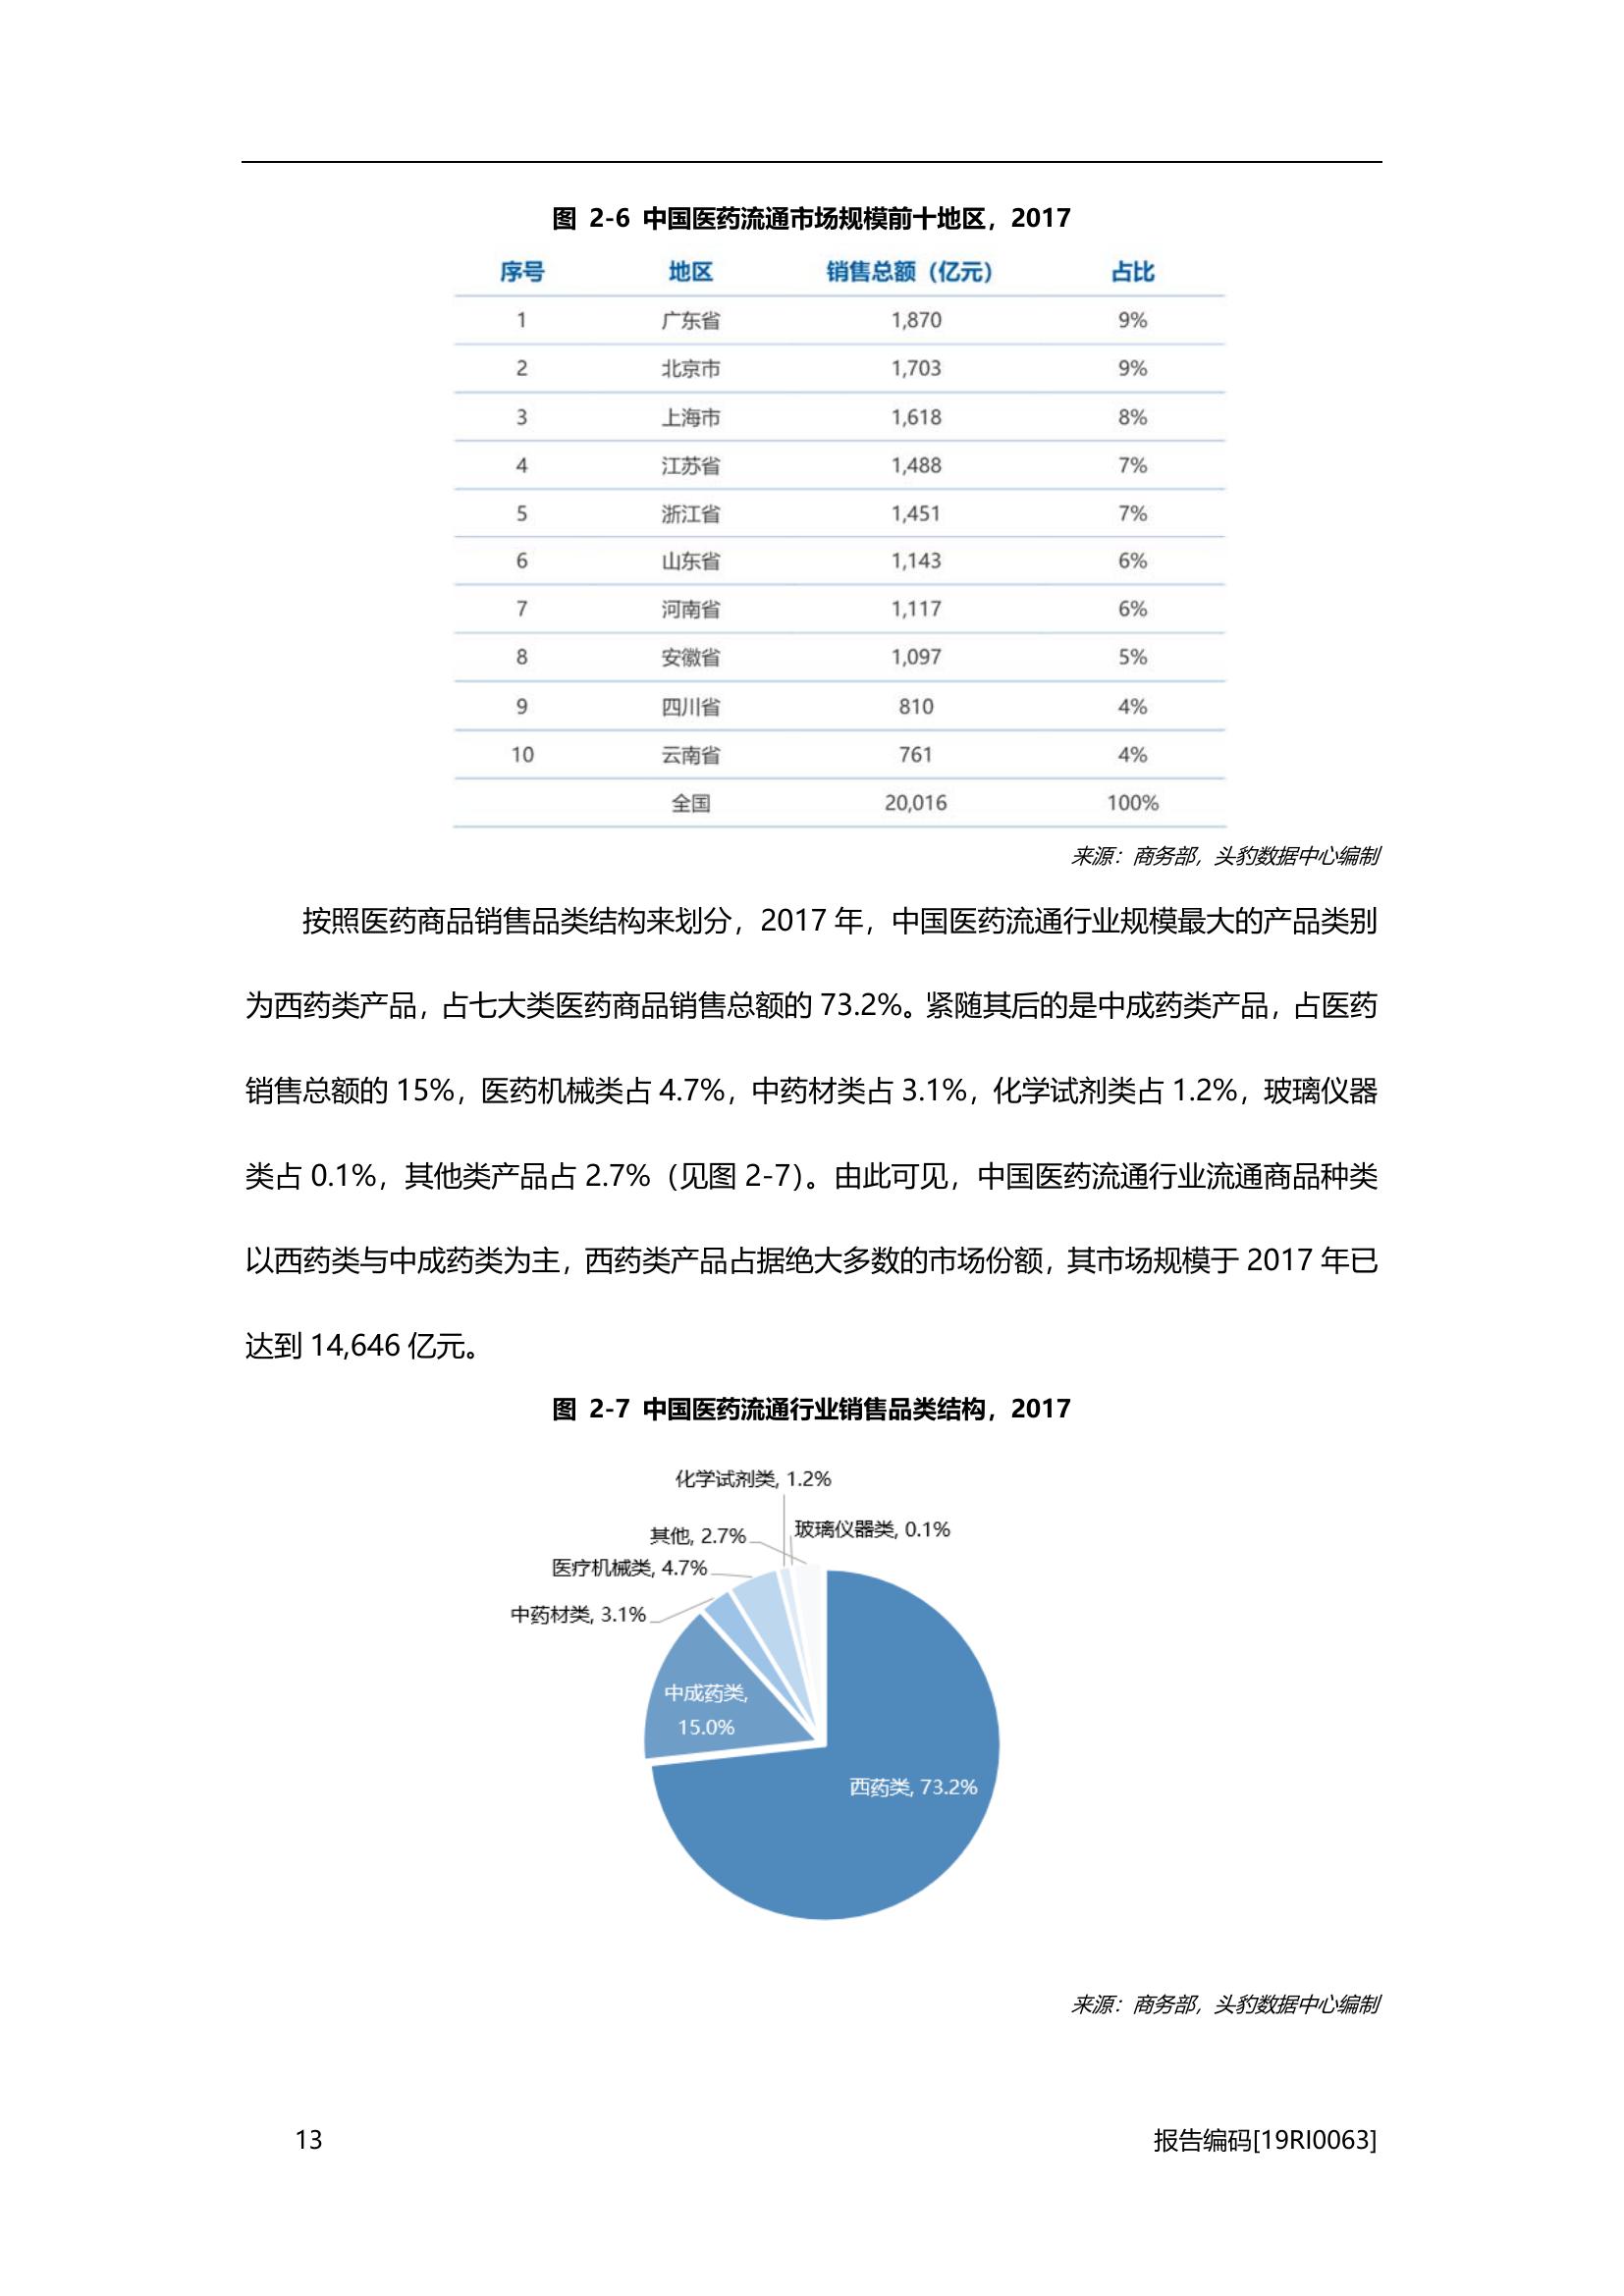 图 2-6 中国医药流通市场规模前十地区，2017
序号 地区 销售总额（亿元） 占比
1 广东省 1,870 9%
2 北京市 1,703 9%
3 上海市 1,618 8%
4 江苏省 1,488 7%
5 浙江省 1,451 7%
6 山东省 1,143 6%
7 河南省 1,117 6%
8 安徽省 1,097 5%
9 四川省 810 4%
10 云南省 761 4%
全国 20,016 100%
来源：商务部，头豹数据中心编制
按照医药商品销售品类结构来划分，2017 年，中国医药流通行业规模最大的产品类别
为西药类产品，占七大类医药商品销售总额的 73.2%。紧随其后的是中成药类产品，占医药
销售总额的 15%，医药机械类占 4.7%，中药材类占 3.1%，化学试剂类占 1.2%，玻璃仪器
类占 0.1%，其他类产品占 2.7%（见图 2-7）。由此可见，中国医药流通行业流通商品种类
以西药类与中成药类为主，西药类产品占据绝大多数的市场份额，其市场规模于 2017 年已
达到 14,646 亿元。
图 2-7 中国医药流通行业销售品类结构，2017
化学试剂类, 1.2%
玻璃仪器类, 0.1%
其他, 2.7%
医疗机械类, 4.7%
中药材类, 3.1%
中成药类,
15.0%
西药类, 73.2%
来源：商务部，头豹数据中心编制
13 报告编码[19RI0063]